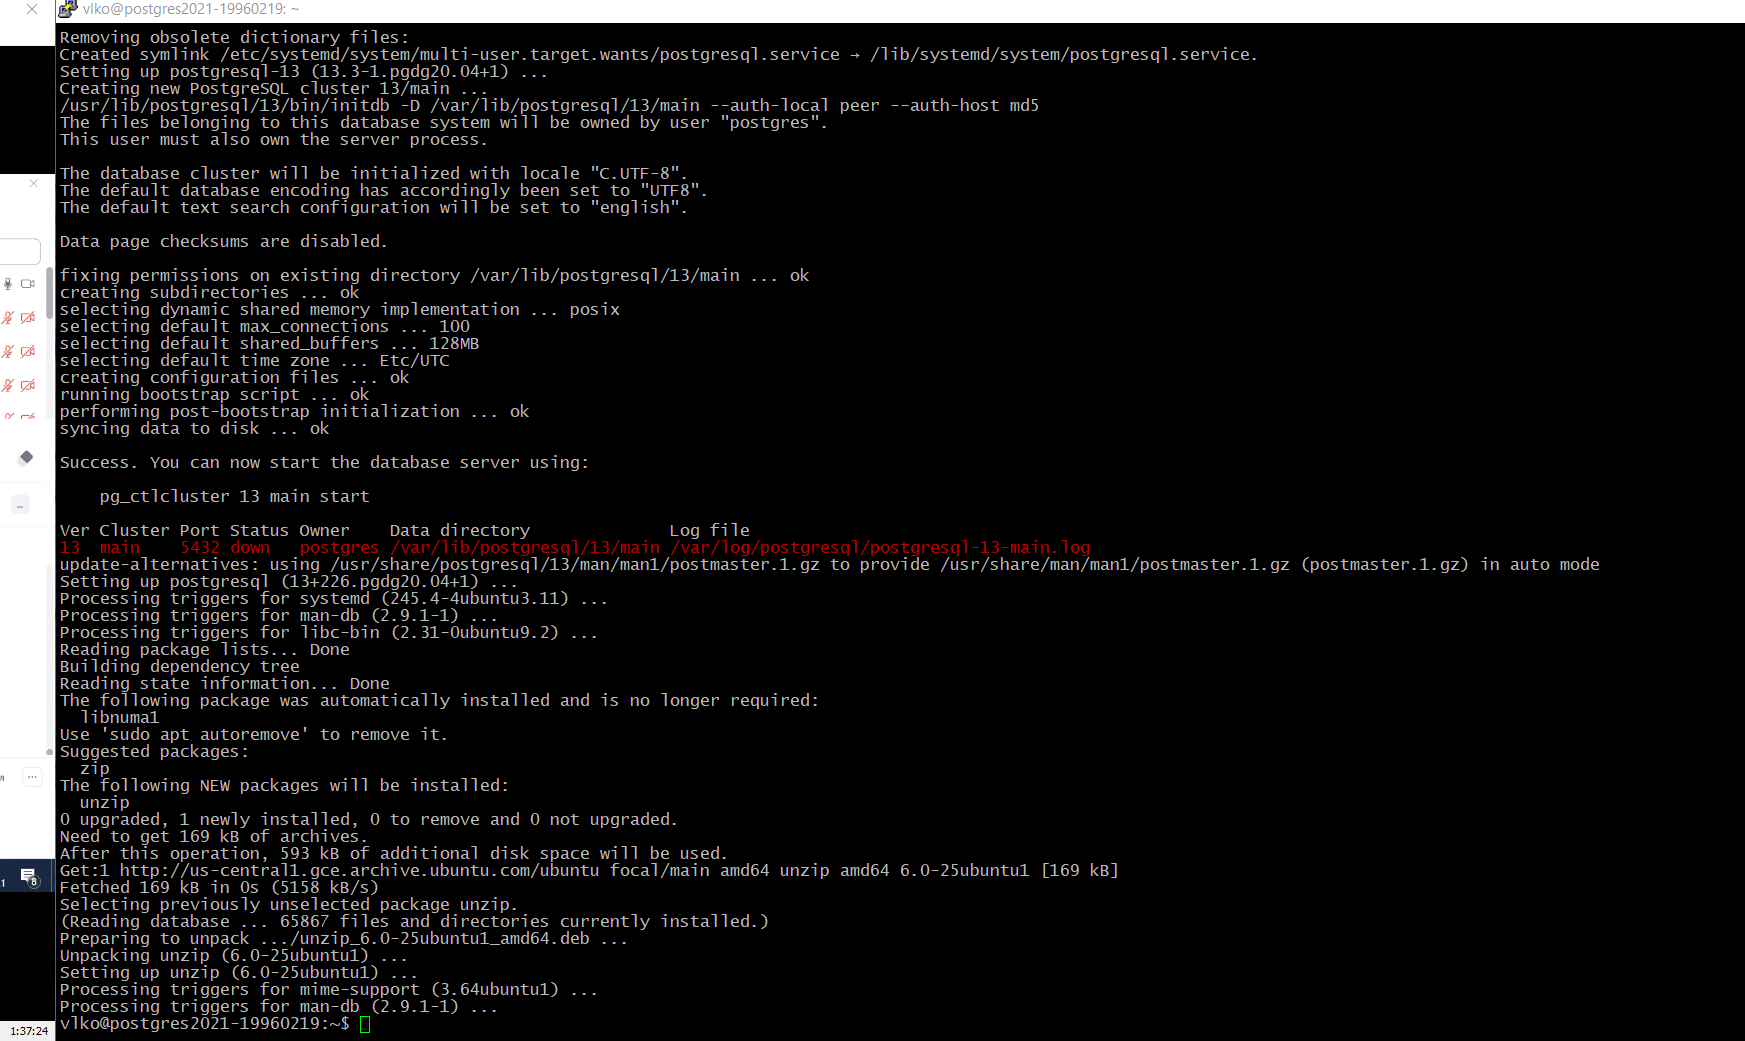 vlko@postgres2021-19960219: ~
Removing obsolete dictionary files:
Created symlink /etc/systemd/system/multi-user.target.wants/postgresql.service → /lib/systemd/system/postgresql.service.
Setting up postgresql-13 (13.3-1.pgdg20.04+1) ...
Creating new PostgreSQL cluster 13/main ...
/usr/lib/postgresql/13/bin/initdb -D /var/lib/postgresql/13/main --auth-local peer --auth-host md5
The files belonging to this database system will be owned by user "postgres".
This user must also own the server process.
The database cluster will be initialized with locale "C.UTF-8".
The default database encoding has accordingly been set to "UTF8".
The default text search configuration will be set to "english".
Data page checksums are disabled.
fixing permissions on existing directory /var/lib/postgresql/13/main ... ok
creating subdirectories ... ok
selecting dynamic shared memory implementation ... posix
selecting default max_connections ... 100
selecting default shared_buffers ... 128MB
selecting default time zone ... Etc/UTC
creating configuration files ... ok
running bootstrap script ... ok
performing post-bootstrap initialization ... ok
syncing data to disk ... ok
Success. You can now start the database server using:
pg_ctlcluster 13 main start
Ver Cluster Port Status Owner    Data directory              Log file
13  main    5432 down   postgres /var/lib/postgresql/13/main /var/log/postgresql/postgresql-13-main.log
update-alternatives: using /usr/share/postgresql/13/man/man1/postmaster.1.gz to provide /usr/share/man/man1/postmaster.1.gz (postmaster.1.gz) in auto mode
Setting up postgresql (13+226.pgdg20.04+1) ...
Processing triggers for systemd (245.4-4ubuntu3.11) ...
Processing triggers for man-db (2.9.1-1) ...
Processing triggers for libc-bin (2.31-0ubuntu9.2) ...
Reading package lists... Done
Building dependency tree
Reading state information... Done
The following package was automatically installed and is no longer required:
libnuma1
Use 'sudo apt autoremove' to remove it.
Suggested packages:
zip
The following NEW packages will be installed:
unzip
0 upgraded, 1 newly installed, 0 to remove and 0 not upgraded.
Need to get 169 kB of archives.
After this operation, 593 kB of additional disk space will be used.
Get:1 http://us-central1.gce.archive.ubuntu.com/ubuntu focal/main amd64 unzip amd64 6.0-25ubuntu1 [169 kB]
Fetched 169 kB in 0s (5158 kB/s)
Selecting previously unselected package unzip.
(Reading database ... 65867 files and directories currently installed.)
Preparing to unpack .../unzip_6.0-25ubuntu1_amd64.deb ...
Unpacking unzip (6.0-25ubuntu1) ...
Setting up unzip (6.0-25ubuntu1) ...
Processing triggers for mime-support (3.64ubuntu1) ...
Processing triggers for man-db (2.9.1-1) ...
vlko@postgres2021-19960219:~$
1 8
1:37:24